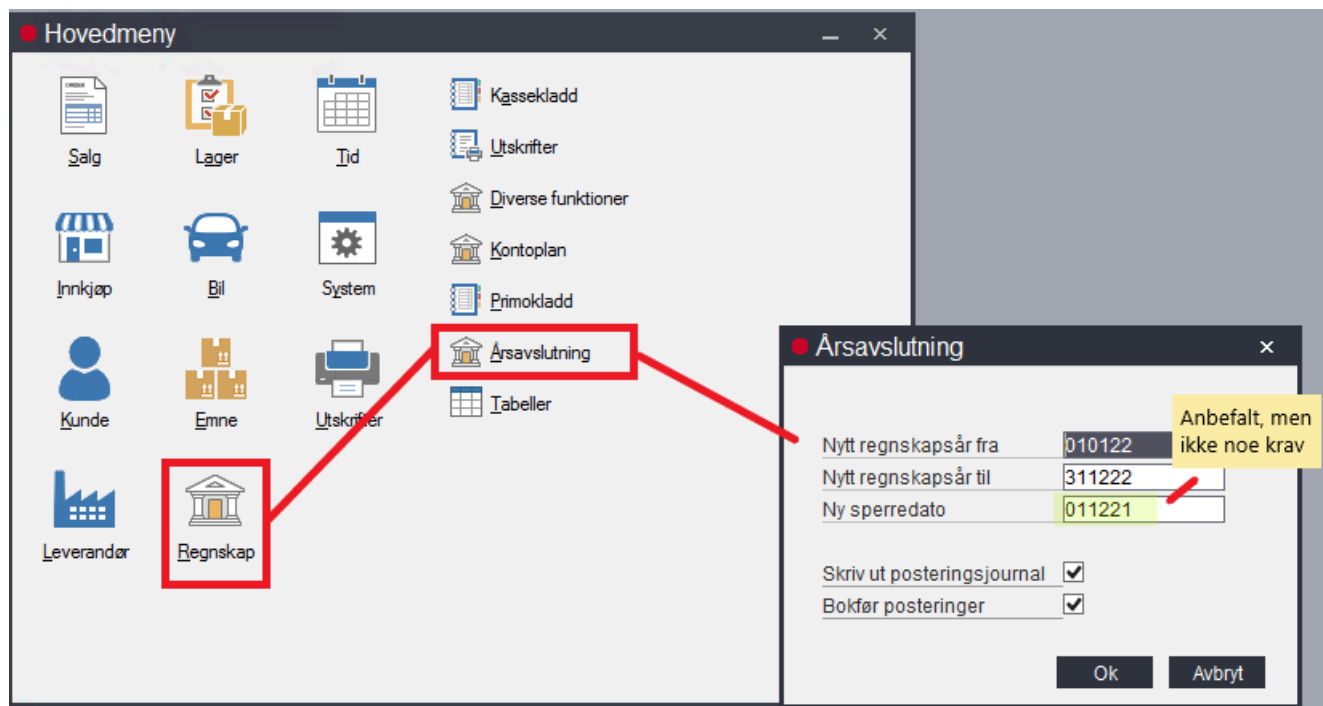 Hovedmeny
ORDER
Salg
Lager
Tid
Innkjøp
Bil
System
Kunde
Emne
Utskrifter
Leverandør
Regnskap
Kassekladd
Utskrifter
Diverse funktioner
Kontoplan
Primokladd
Årsavslutning
Tabeller
Årsavslutning
Anbefalt, men
ikke noe krav
Nytt regnskapsår fra 010122
Nytt regnskapsår til 311222
Ny sperredato 011221
Skriv ut posteringsjournal
Bokfør posteringer
Ok Avbryt